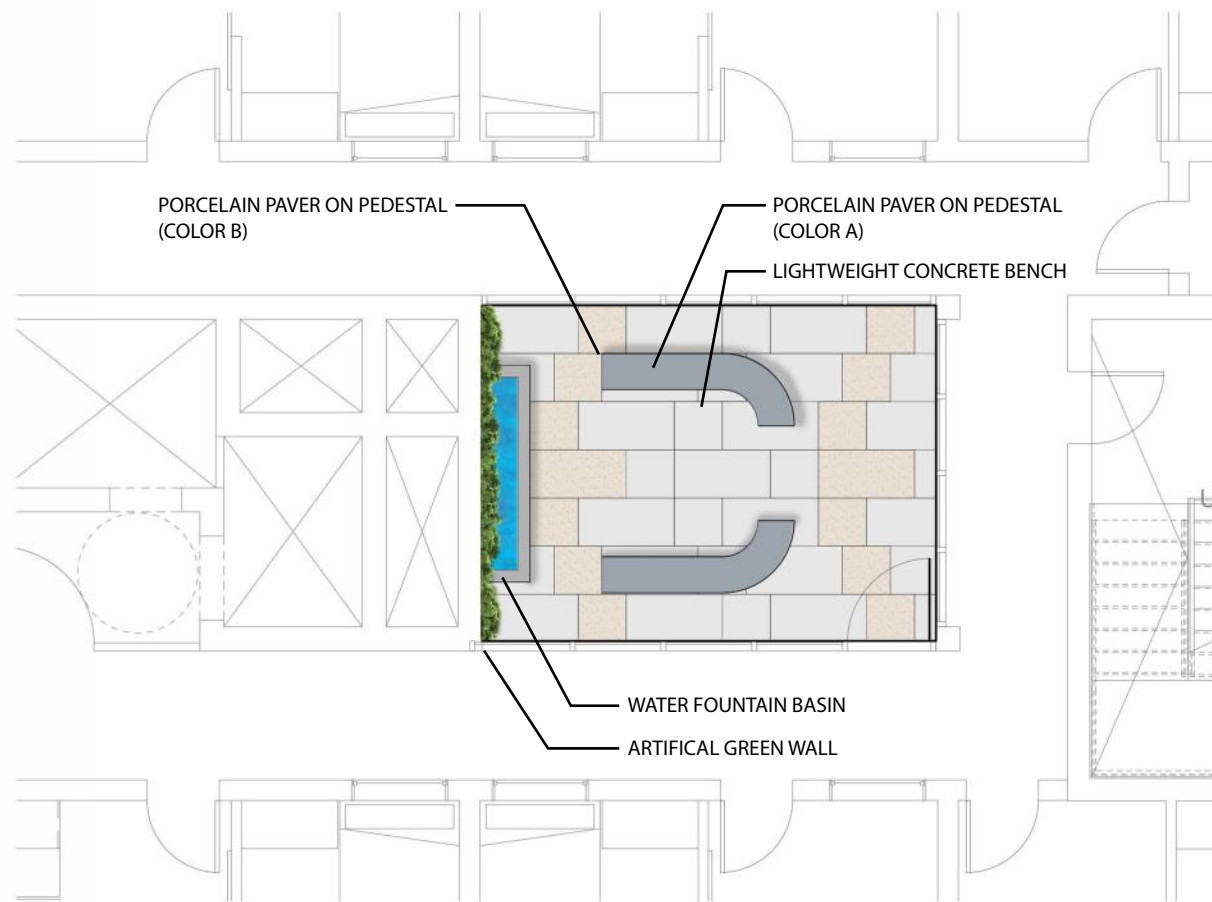 PORCELAIN PAVER ON PEDESTAL
(COLOR B)
PORCELAIN PAVER ON PEDESTAL
(COLOR A)
LIGHTWEIGHT CONCRETE BENCH
WATER FOUNTAIN BASIN
ARTIFICAL GREEN WALL